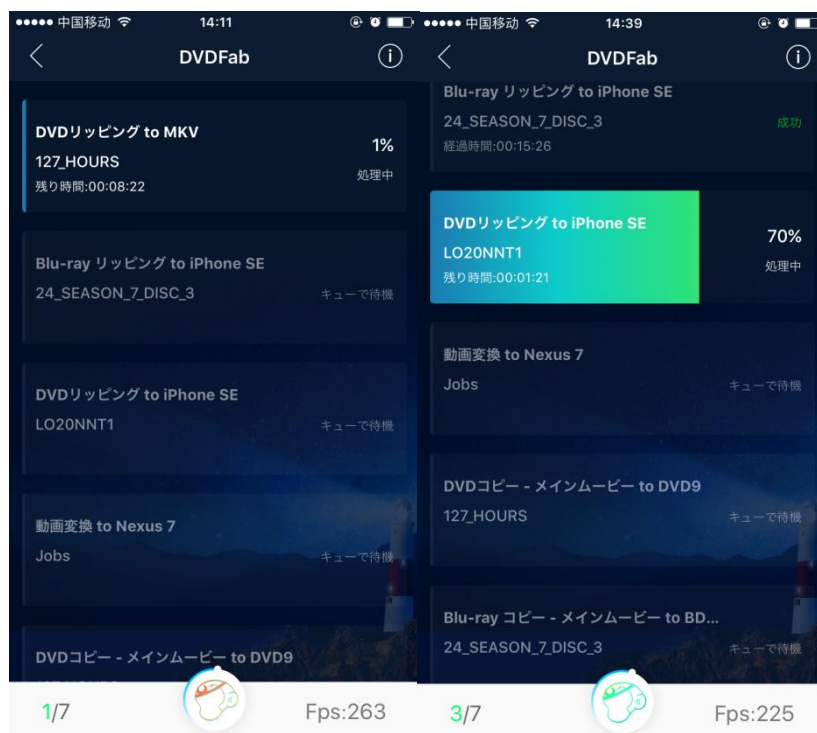 中国移动 14:11
DVDFab
DVDリッピング to MKV
127_HOURS
残り時間:00:08:22
1%
処理中
Blu-ray リッピング to iPhone SE
24_SEASON_7_DISC_3
キューで待機
DVDリッピング to iPhone SE
LO20NNT1
キューで待機
動画変換 to Nexus 7
Jobs
キューで待機
DVDコピー - メインムービー to DVD9
1/7
Fps:263
中国移动 14:39
DVDFab
Blu-ray リッピング to iPhone SE
24_SEASON_7_DISC_3
経過時間:00:15:26
成功
DVDリッピング to iPhone SE
LO20NNT1
残り時間:00:01:21
70%
処理中
動画変換 to Nexus 7
Jobs
キューで待機
DVDコピー - メインムービー to DVD9
127_HOURS
キューで待機
Blu-ray コピー - メインムービー to BD...
24_SEASON_7_DISC_3
キューで待機
3/7
Fps:225